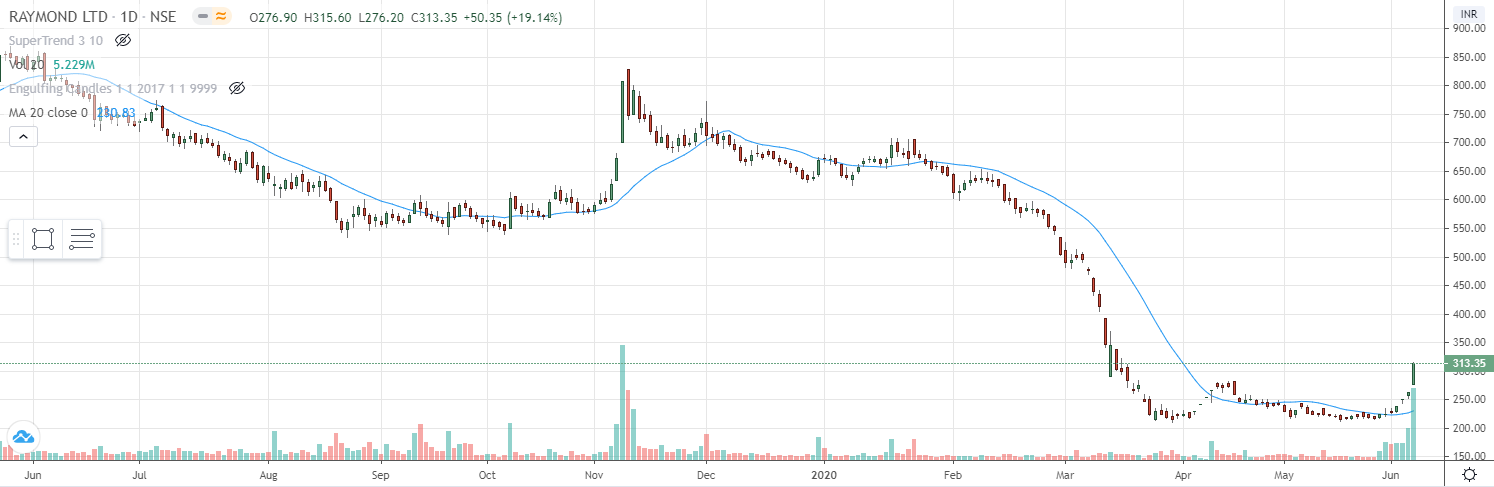 RAYMOND LTD · 1D · NSE O276.90 H315.60 L276.20 C313.35 +50.35 (+19.14%)
SuperTrend 3 10
Vol 20 5.229M
Engulfing Candles 1 1 2017 1 1 9999
MA 20 close 0
INR
900.00
850.00
800.00
750.00
700.00
650.00
600.00
550.00
500.00
450.00
400.00
350.00
313.35
300.00
250.00
200.00
150.00
Jun Jul Aug Sep Oct Nov Dec 2020 Feb Mar Apr May Jun